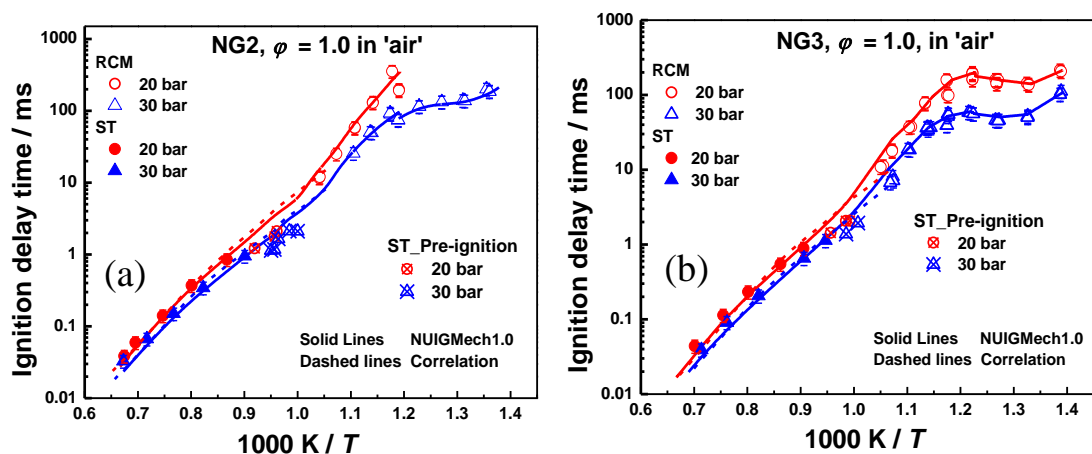 NG2, φ = 1.0 in 'air'
RCM
20 bar
30 bar
ST
20 bar
30 bar
ST_Pre-ignition
20 bar
30 bar
(a)
Solid Lines NUIGMech1.0
Dashed lines Correlation
Ignition delay time / ms
1000
100
10
1
0.1
0.01
0.6 0.7 0.8 0.9 1.0 1.1 1.2 1.3 1.4
1000 K / T
NG3, φ = 1.0, in 'air'
RCM
20 bar
30 bar
ST
20 bar
30 bar
ST_Pre-ignition
20 bar
30 bar
(b)
Solid Lines NUIGMech1.0
Dashed lines Correlation
Ignition delay time / ms
1000
100
10
1
0.1
0.01
0.6 0.7 0.8 0.9 1.0 1.1 1.2 1.3 1.4
1000 K / T